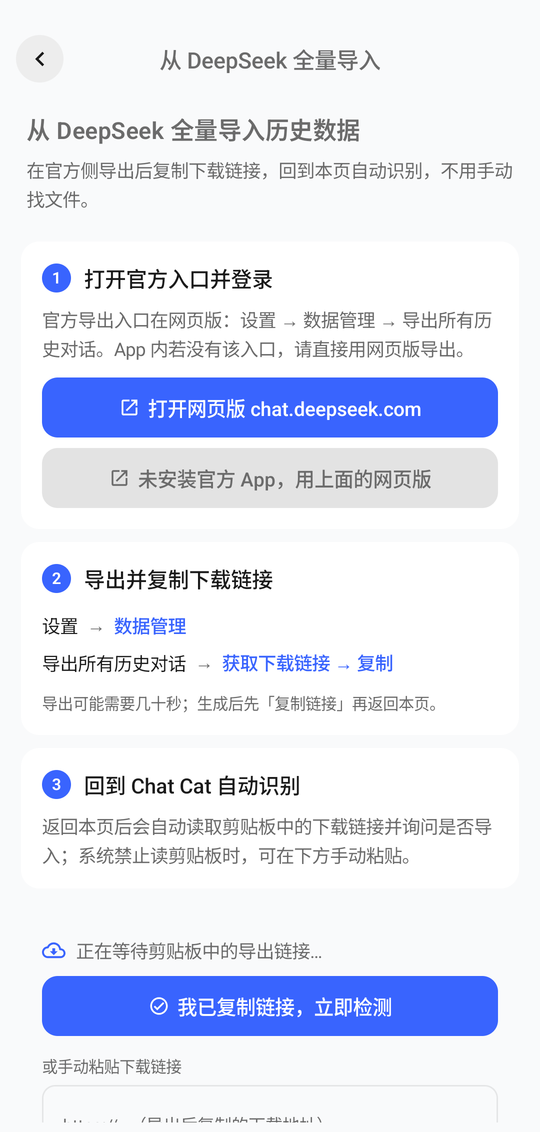 从 DeepSeek 全量导入
从 DeepSeek 全量导入历史数据
在官方侧导出后复制下载链接，回到本页自动识别，不用手动
找文件。
1 打开官方入口并登录
官方导出入口在网页版：设置 → 数据管理 → 导出所有历
史对话。App 内若没有该入口，请直接用网页版导出。
打开网页版 chat.deepseek.com
未安装官方 App，用上面的网页版
2 导出并复制下载链接
设置 → 数据管理
导出所有历史对话 → 获取下载链接 → 复制
导出可能需要几十秒；生成后先「复制链接」再返回本页。
3 回到 Chat Cat 自动识别
返回本页后会自动读取剪贴板中的下载链接并询问是否导
入；系统禁止读剪贴板时，可在下方手动粘贴。
正在等待剪贴板中的导出链接…
我已复制链接，立即检测
或手动粘贴下载链接
（导出后复制的下载地址）